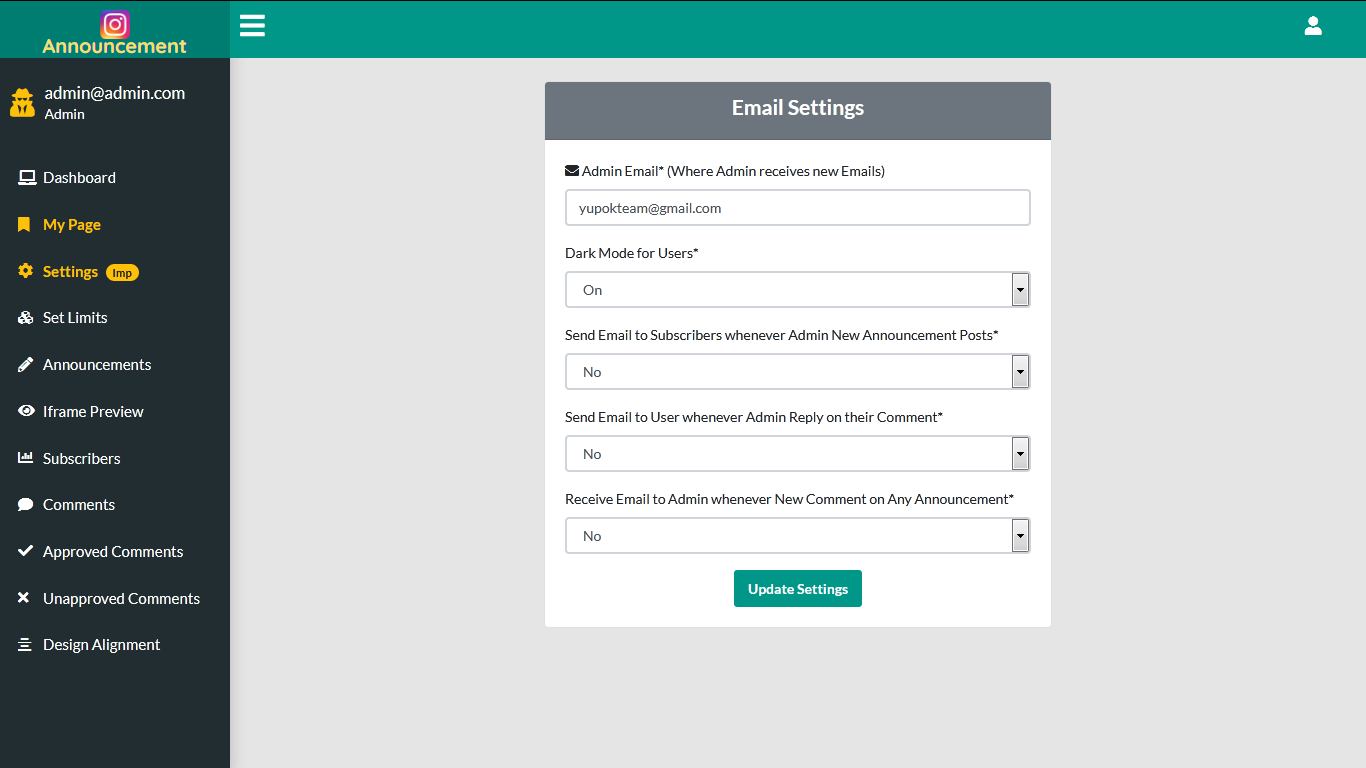 Announcement
admin@admin.com
Admin
Dashboard
My Page
Settings Imp
Set Limits
Announcements
Iframe Preview
Subscribers
Comments
Approved Comments
Unapproved Comments
Design Alignment
Email Settings
Admin Email* (Where Admin receives new Emails)
yupokteam@gmail.com
Dark Mode for Users*
On
Send Email to Subscribers whenever Admin New Announcement Posts*
No
Send Email to User whenever Admin Reply on their Comment*
No
Receive Email to Admin whenever New Comment on Any Announcement*
No
Update Settings